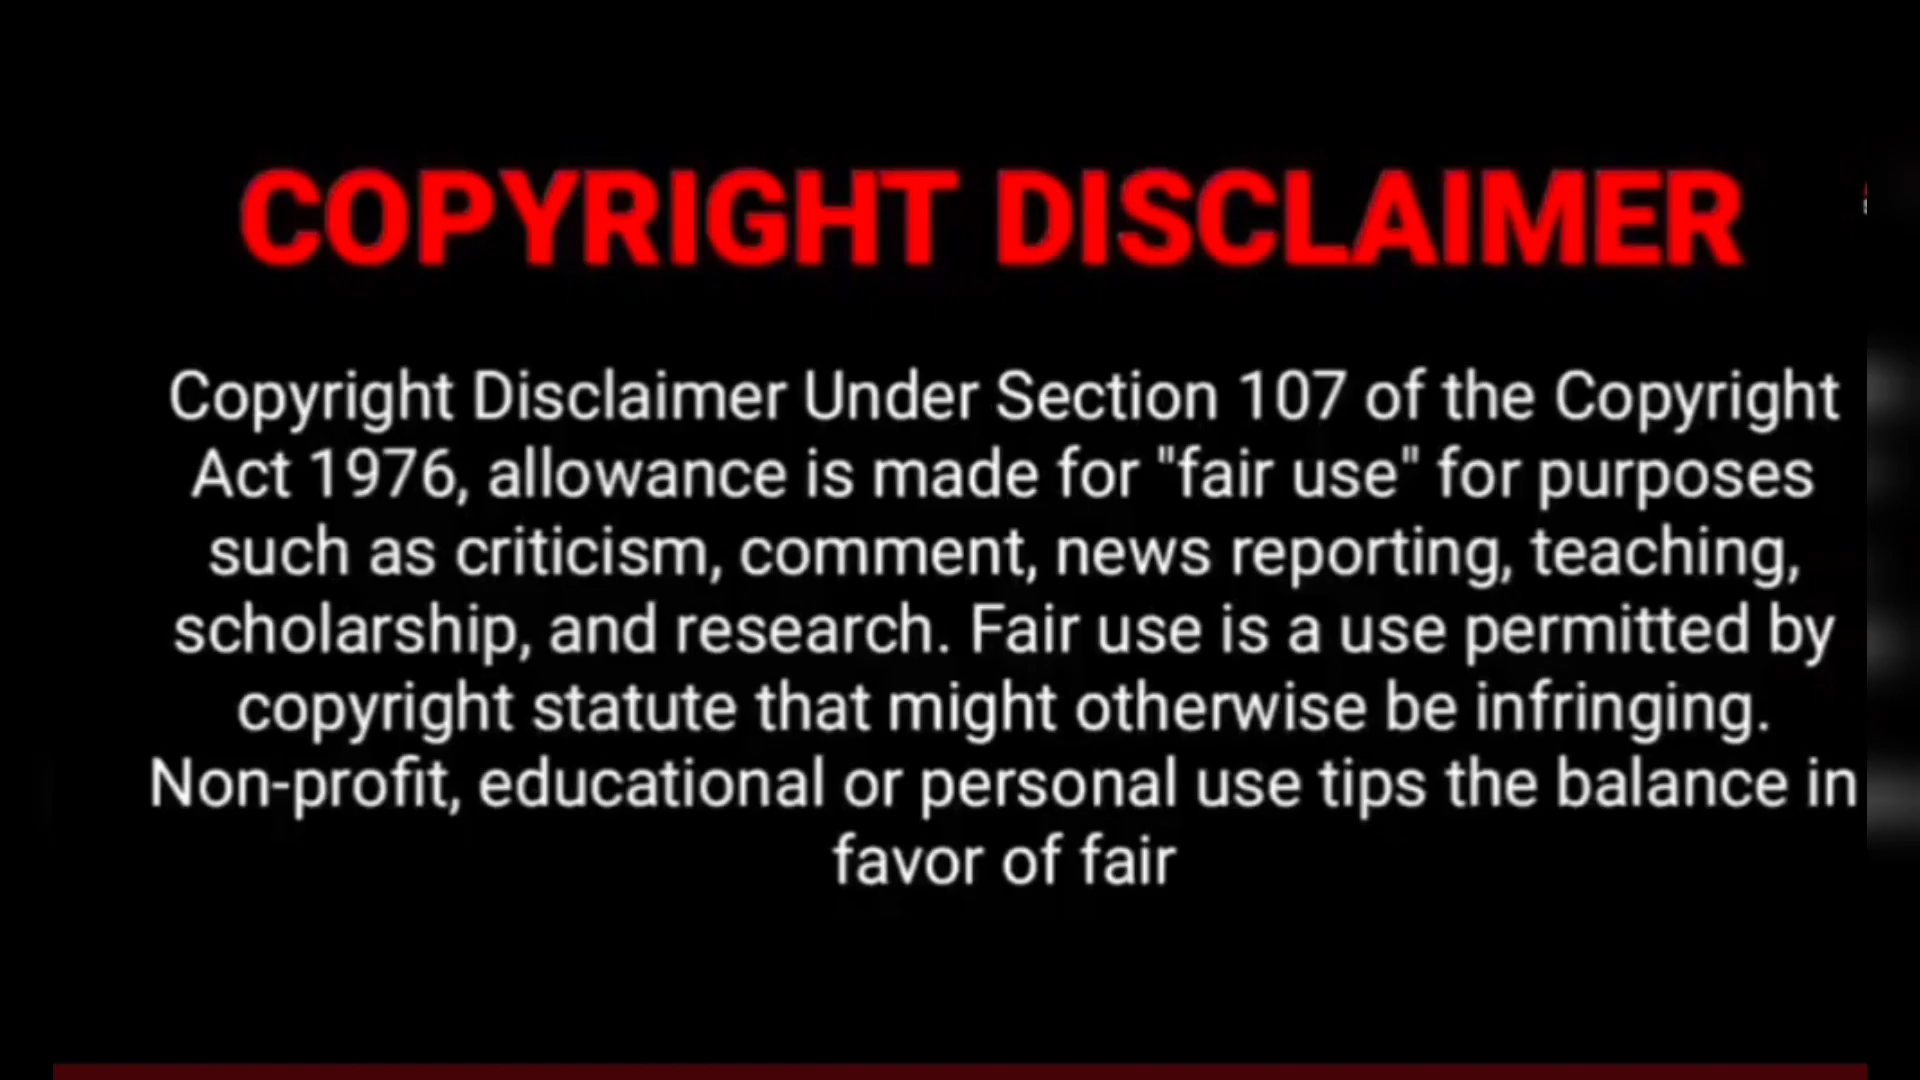 COPYRIGHT DISCLAIMER
Copyright Disclaimer Under Section 107 of the Copyright
Act 1976, allowance is made for "fair use" for purposes
such as criticism, comment, news reporting, teaching,
scholarship, and research. Fair use is a use permitted by
copyright statute that might otherwise be infringing.
Non-profit, educational or personal use tips the balance in
favor of fair